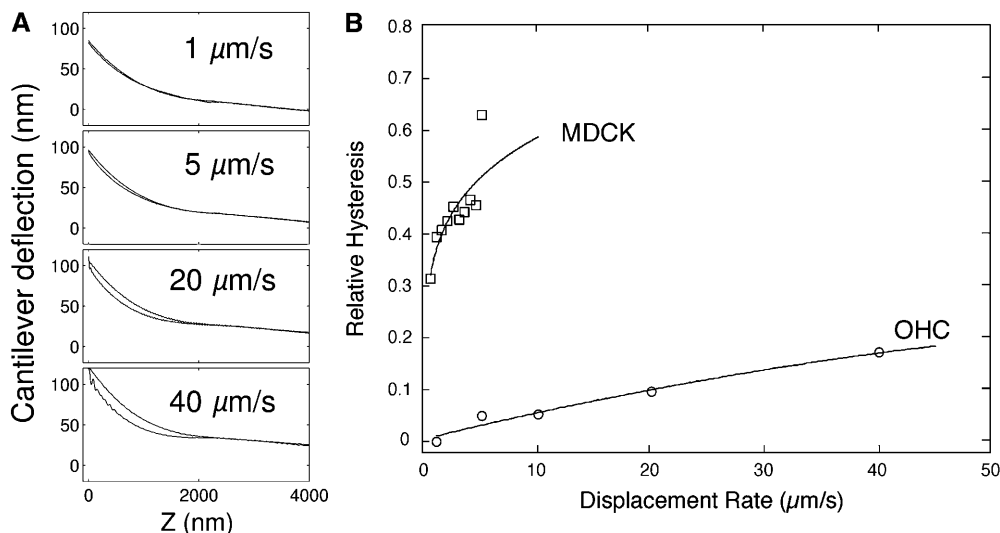 A
Cantilever deflection (nm)
100
50
0
1 µm/s
100
50
0
5 µm/s
100
50
0
20 µm/s
100
50
0
40 µm/s
0
2000
4000
Z (nm)
B
Relative Hysteresis
0.8
0.7
0.6
0.5
0.4
0.3
0.2
0.1
0
MDCK
OHC
0
10
20
30
40
50
Displacement Rate (µm/s)